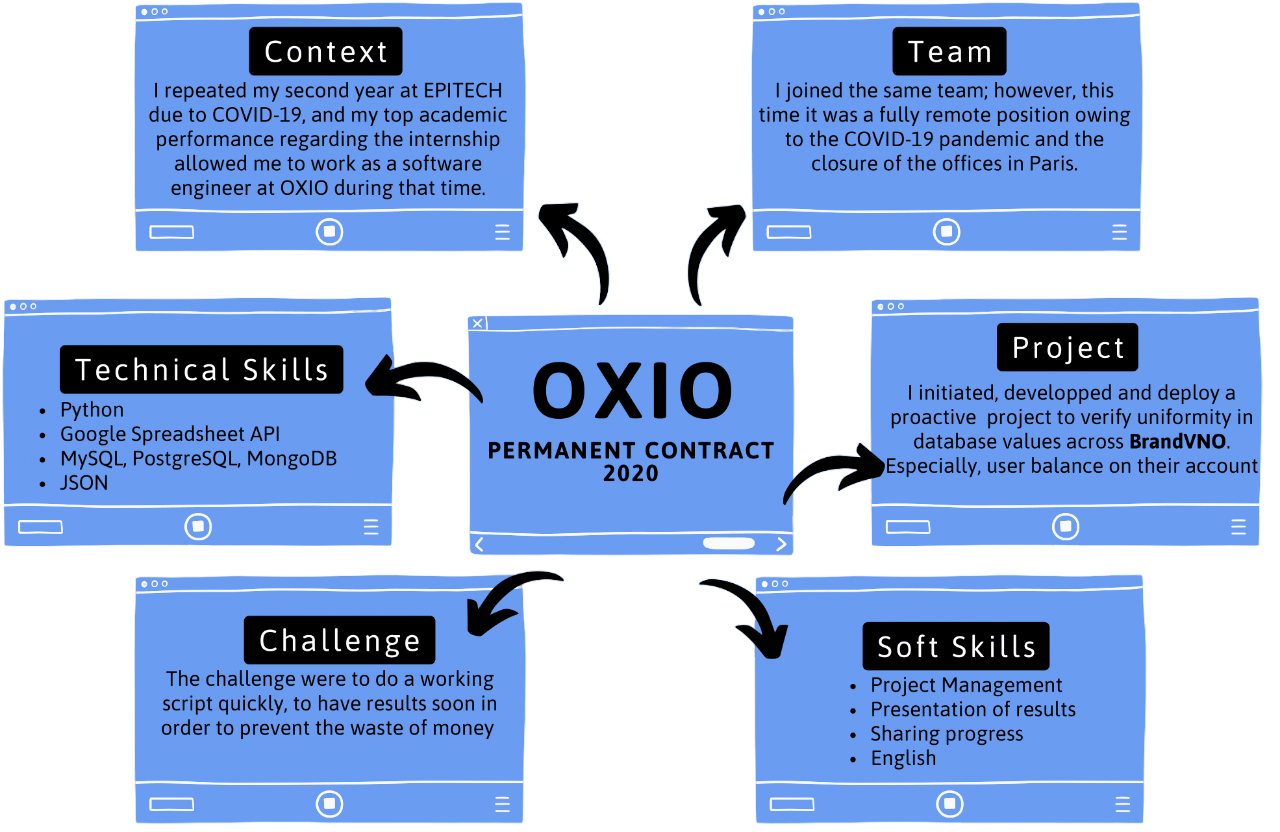 Context
I repeated my second year at EPITECH
due to COVID-19, and my top academic
performance regarding the internship
allowed me to work as a software
engineer at OXIO during that time.
Team
I joined the same team; however, this
time it was a fully remote position owing
to the COVID-19 pandemic and the
closure of the offices in Paris.
Technical Skills
• Python
• Google Spreadsheet API
• MySQL, PostgreSQL, MongoDB
• JSON
OXIO
PERMANENT CONTRACT
2020
Project
I initiated, developped and deploy a
proactive project to verify uniformity in
database values across BrandVNO.
Especially, user balance on their account
Challenge
The challenge were to do a working
script quickly, to have results soon in
order to prevent the waste of money
Soft Skills
• Project Management
• Presentation of results
• Sharing progress
• English